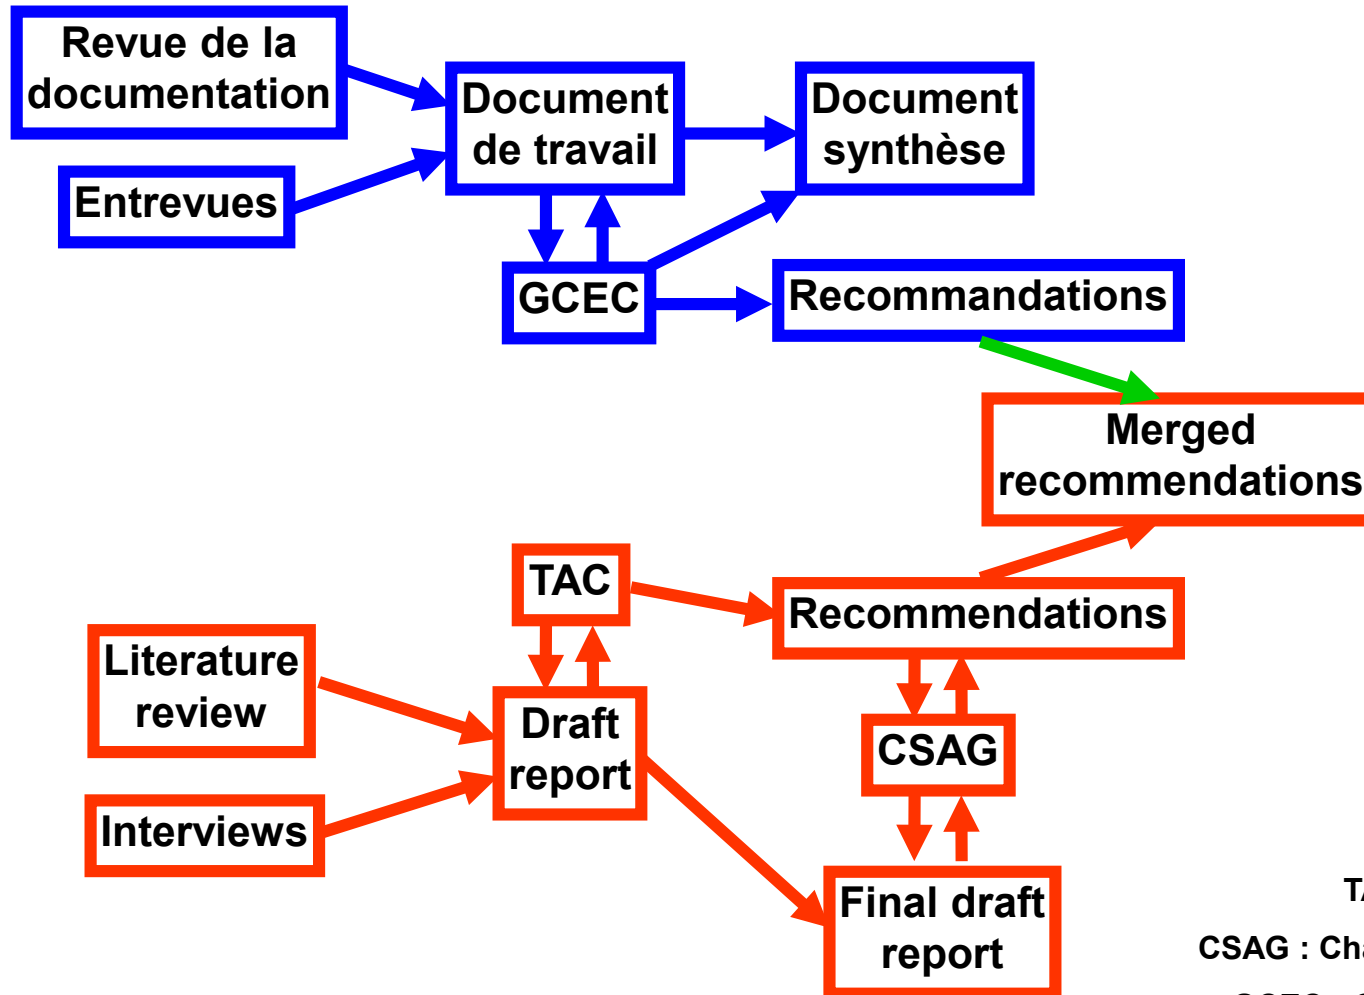 Revue de la
documentation
Document
de travail
Document
synthèse
Entrevues
GCEC
Recommandations
Merged
recommendations
TAC
Recommendations
Literature
review
Draft
report
CSAG
Interviews
Final draft
report
CSAG :